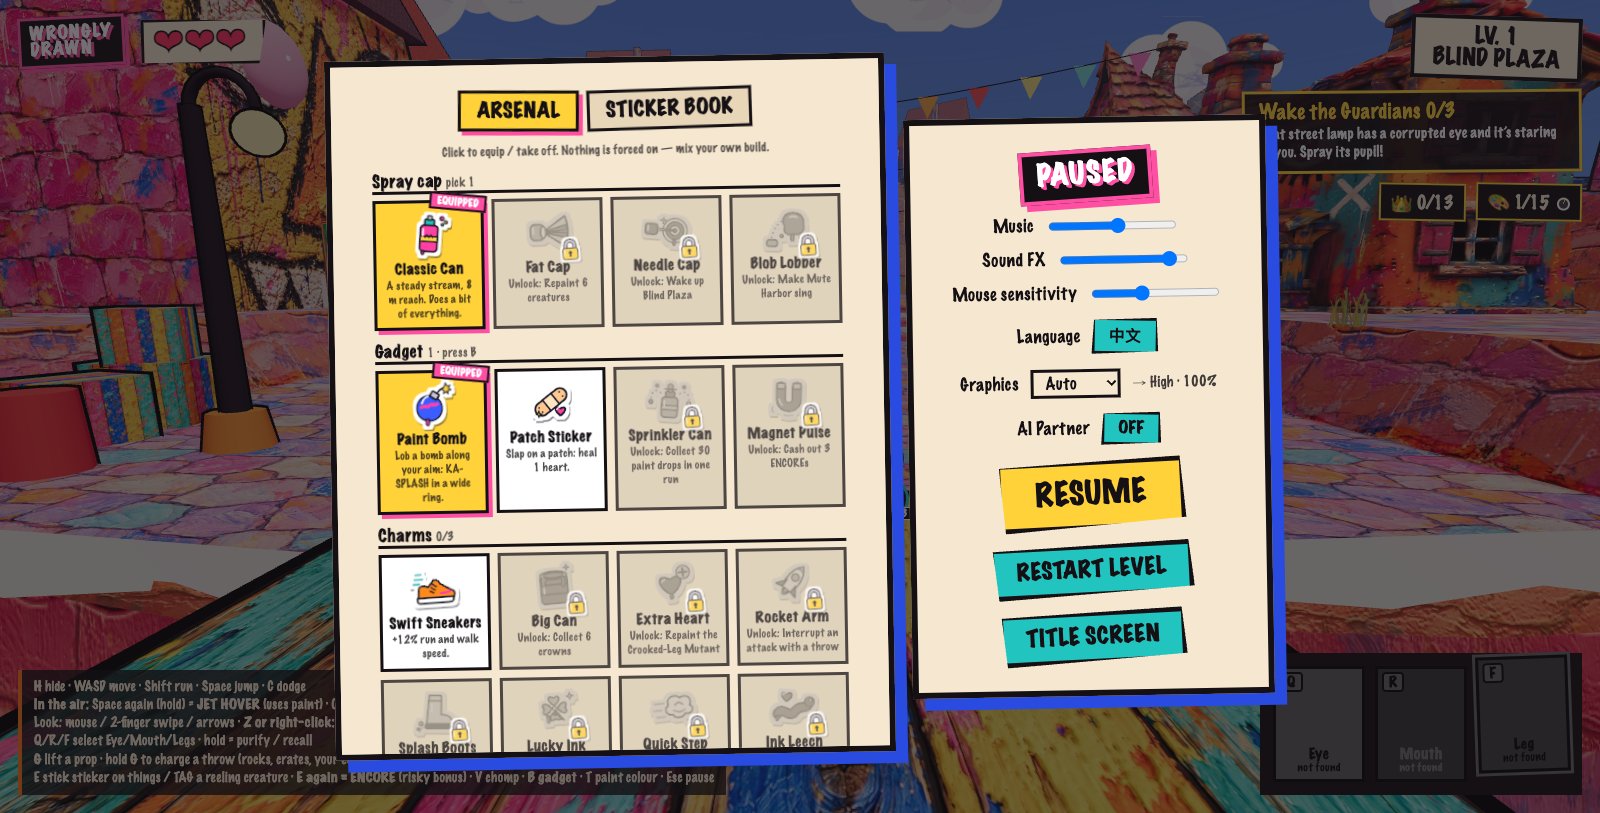 WRONGLY
DRAWN
LV. 1
BLIND PLAZA
Wake the Guardians 0/3
street lamp has a corrupted eye and it's staring
you. Spray its pupil!
0/13
1/15
ARSENAL
STICKER BOOK
Click to equip / take off. Nothing is forced on — mix your own build.
Spray cap pick 1
EQUIPPED
Classic Can
A steady stream, 8
m reach. Does a bit
of everything.
Fat Cap
Unlock: Repaint 6
creatures
Needle Cap
Unlock: Wake up
Blind Plaza
Blob Lobber
Unlock: Make Mute
Harbor sing
Gadget 1 · press B
EQUIPPED
Paint Bomb
Lob a bomb along
your aim: KA-
SPLASH in a wide
ring.
Patch Sticker
Slap on a patch: heal
1 heart.
Sprinkler Can
Unlock: Collect 30
paint drops in one
run
Magnet Pulse
Unlock: Cash out 3
ENCOREs
Charms 0/3
Swift Sneakers
+12% run and walk
speed.
Big Can
Unlock: Collect 6
crowns
Extra Heart
Unlock: Repaint the
Crooked-Leg Mutant
Rocket Arm
Unlock: Interrupt an
attack with a throw
Splash Boots
Lucky Ink
Quick Step
Ink Leech
PAUSED
Music
Sound FX
Mouse sensitivity
Language 中文
Graphics Auto → High · 100%
AI Partner OFF
RESUME
RESTART LEVEL
TITLE SCREEN
H hide · WASD move · Shift run · Space jump · C dodge
In the air: Space again (hold) = JET HOVER (uses paint) ·
Look: mouse / 2-finger swipe / arrows · Z or right-click:
Q/R/F select Eye/Mouth/Legs · hold = purify / recall
G lift a prop · hold G to charge a throw (rocks, crates, your
E stick sticker on things / TAG a reeling creature · E again = ENCORE (risky bonus) · V chomp · B gadget · T paint colour · Esc pause
Q
Eye
not found
R
Mouth
not found
F
Leg
not found